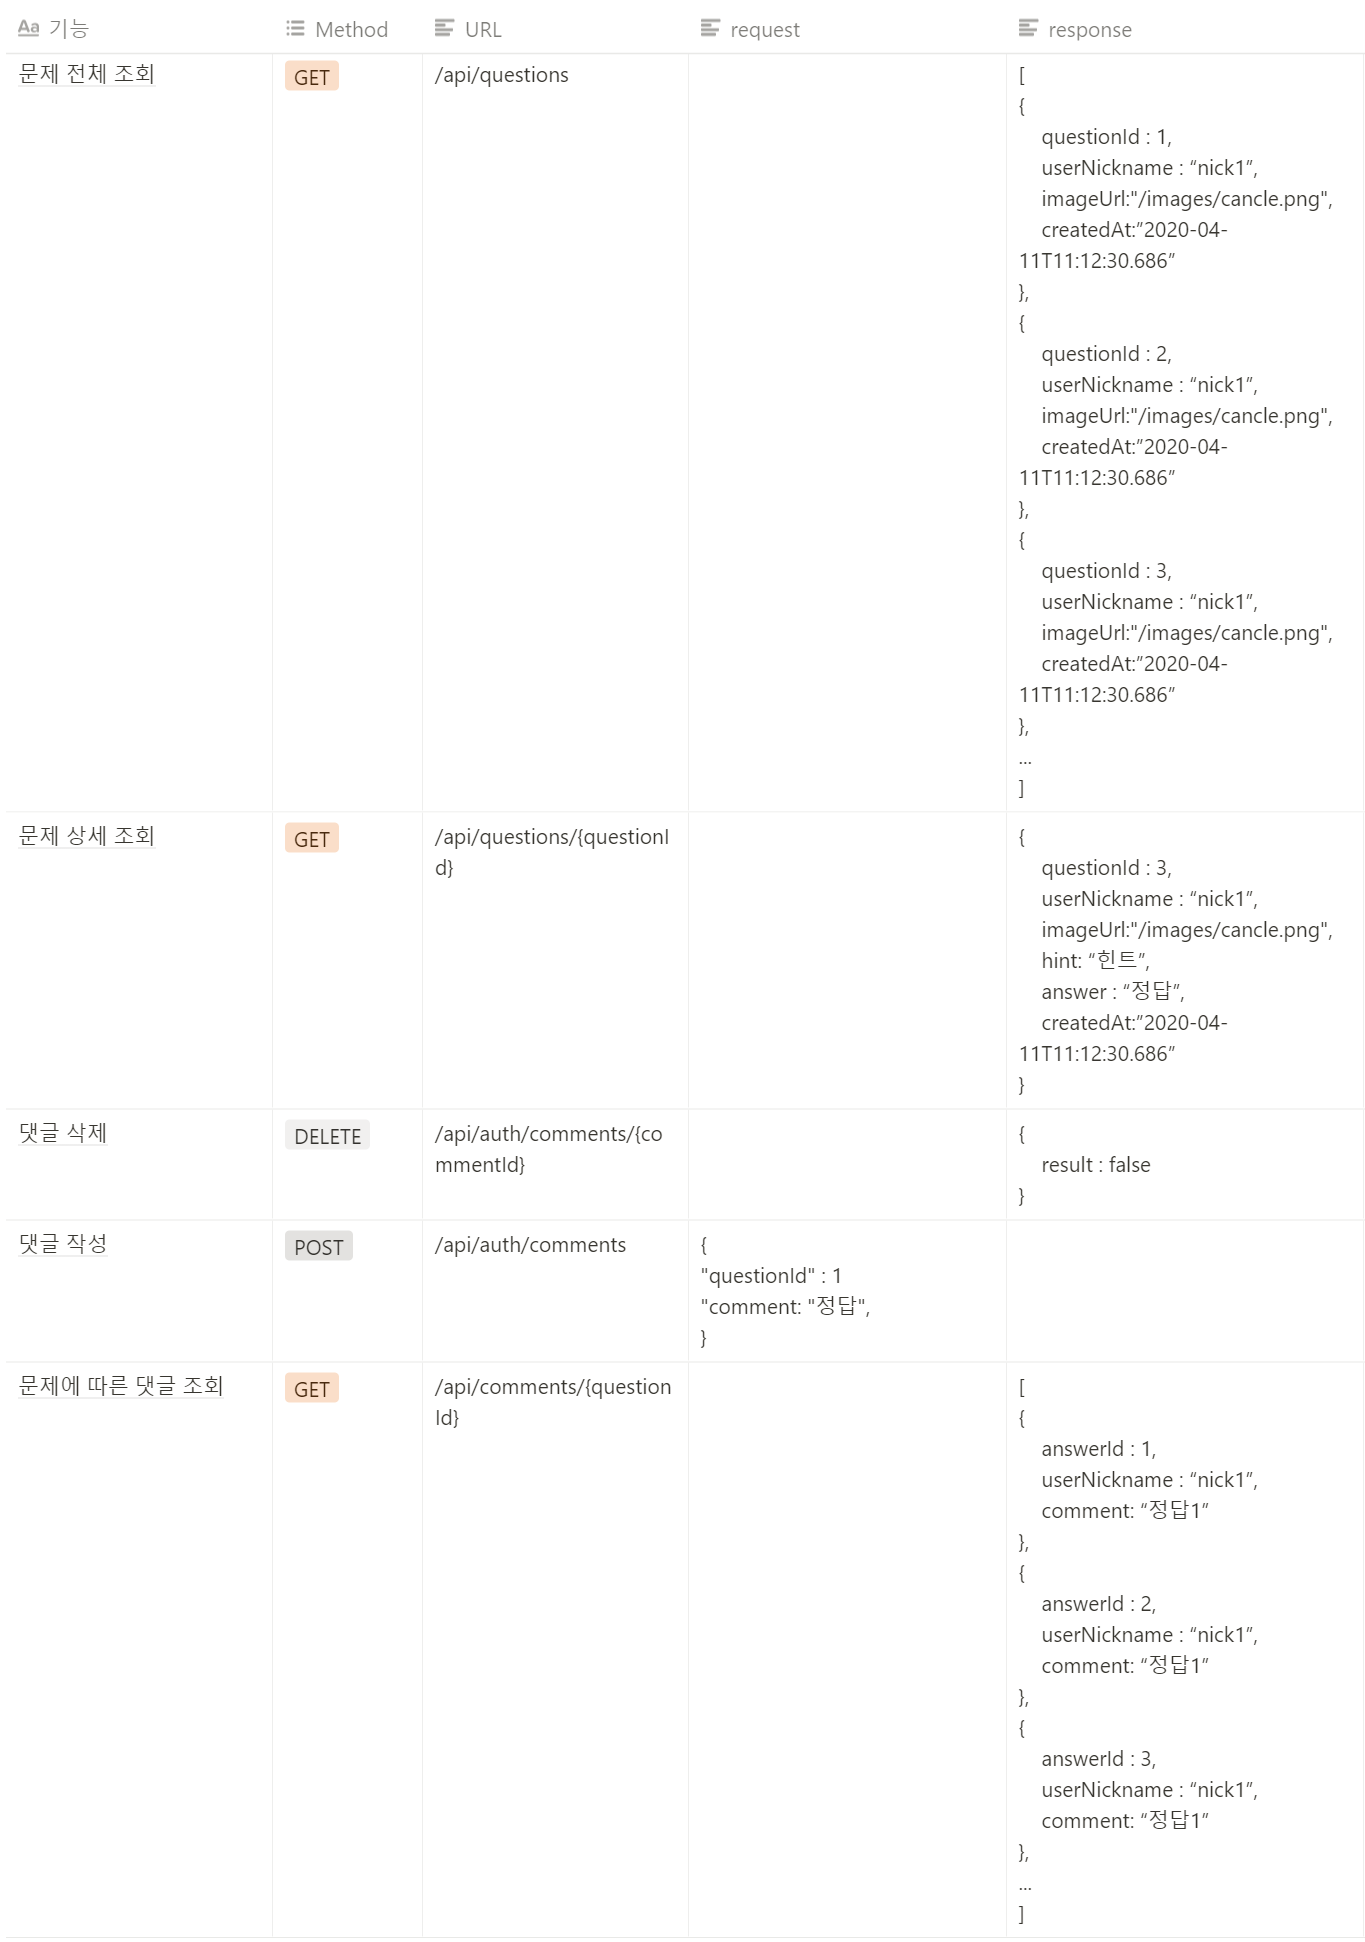 Aa 기능 Method URL request response
문제 전체 조회 GET /api/questions
[
{
questionId : 1,
userNickname : “nick1”,
imageUrl:"/images/cancle.png",
createdAt:”2020-04-
11T11:12:30.686”
},
{
questionId : 2,
userNickname : “nick1”,
imageUrl:"/images/cancle.png",
createdAt:”2020-04-
11T11:12:30.686”
},
{
questionId : 3,
userNickname : “nick1”,
imageUrl:"/images/cancle.png",
createdAt:”2020-04-
11T11:12:30.686”
},
...
]
문제 상세 조회 GET /api/questions/{questionI
d}
{
questionId : 3,
userNickname : “nick1”,
imageUrl:"/images/cancle.png",
hint: “힌트”,
answer : “정답”,
createdAt:”2020-04-
11T11:12:30.686”
}
댓글 삭제 DELETE /api/auth/comments/{co
mmentId}
{
result : false
}
댓글 작성 POST /api/auth/comments
{
"questionId" : 1
"comment: "정답",
}
문제에 따른 댓글 조회 GET /api/comments/{question
Id}
[
{
answerId : 1,
userNickname : “nick1”,
comment: “정답1”
},
{
answerId : 2,
userNickname : “nick1”,
comment: “정답1”
},
{
answerId : 3,
userNickname : “nick1”,
comment: “정답1”
},
...
]